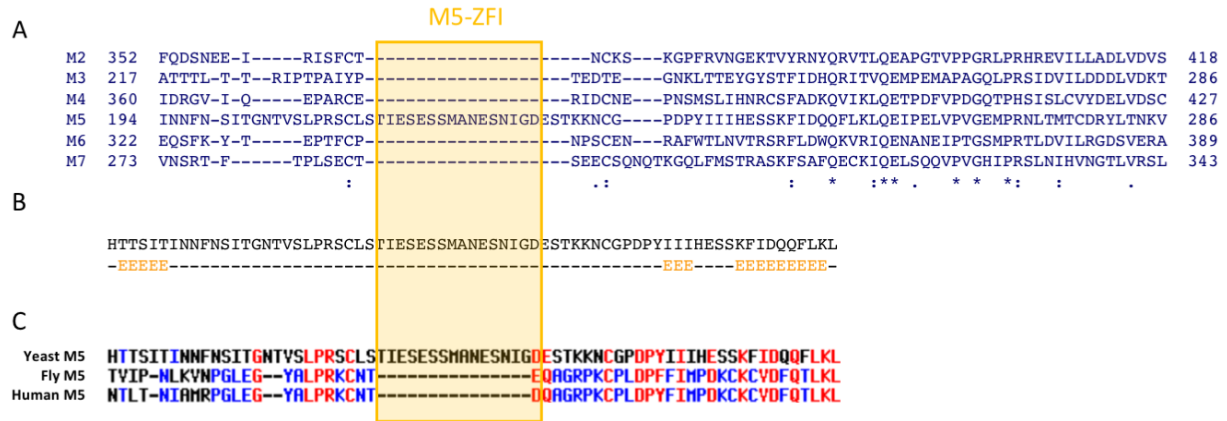 M5-ZFI
A
M2 352 FQDSNEE-I-----RISFCT----------------------NCKS---KGPFRVNGEKTVYRNYQRVTLQEAPGTVPPGRLPRHREVILLADLVDVS 418
M3 217 ATTTL-T-T--RIPTPAIYP--------------------TEDTE----GNKLTTEYGYSTFIDHQRITVQEMPEMAPAGQLPRSIDVILDDDLVDKT 286
M4 360 IDRGV-I-Q-----EPARCE--------------------RIDCNE---PNSMSLIHNRCSFADKQVIKLQETPDFVPDGQTPHSISLCVYDELVDSC 427
M5 194 INNFN-SITGNTVSLPRSCLSTIESESSMANESNIGDESTKKNCG----PDPYIIIHESSKFIDQQFLKLQEIPELVPVGEMPRNLTMTCDRYLTNKV 286
M6 322 EQSFK-Y-T-----EPTFCP--------------------NPSCEN---RAFWTLNVTRSRFLDWQKVRIQENANEIPTGSMPRTLDVILRGDSVERA 389
M7 273 VNSRT-F------TPLSECT--------------------SEECSQNQTKGQLFMSTRASKFSAFQECKIQELSQQVPVGHIPRSLNIHVNGTLVRSL 343
: .: : * :** . * * *: : .
B
HTTSITINNFNSITGNTVSLPRSCLSTIESESSMANESNIGDESTKKNCGPDPYIIIHESSKFIDQQFLKL
-EEEEE------------------------------------------------EEE----EEEEEEEEE-
C
Yeast M5 HTTSITINNFNSITGNTVSLPRSCLSTIESESSMANESNIGDESTKKNCGPDPYIIIHESSKFIDQQFLKL
Fly M5 TVIP-NLKVNPGLEG--YALPRKCNT---------------EQAGRPKCPLDPFFIMPDKCKCVDFQTLKL
Human M5 NTLT-NIAMRPGLEG--YALPRKCNT---------------DQAGRPKCPLDPYFIMPDKCKCVDFQTLKL